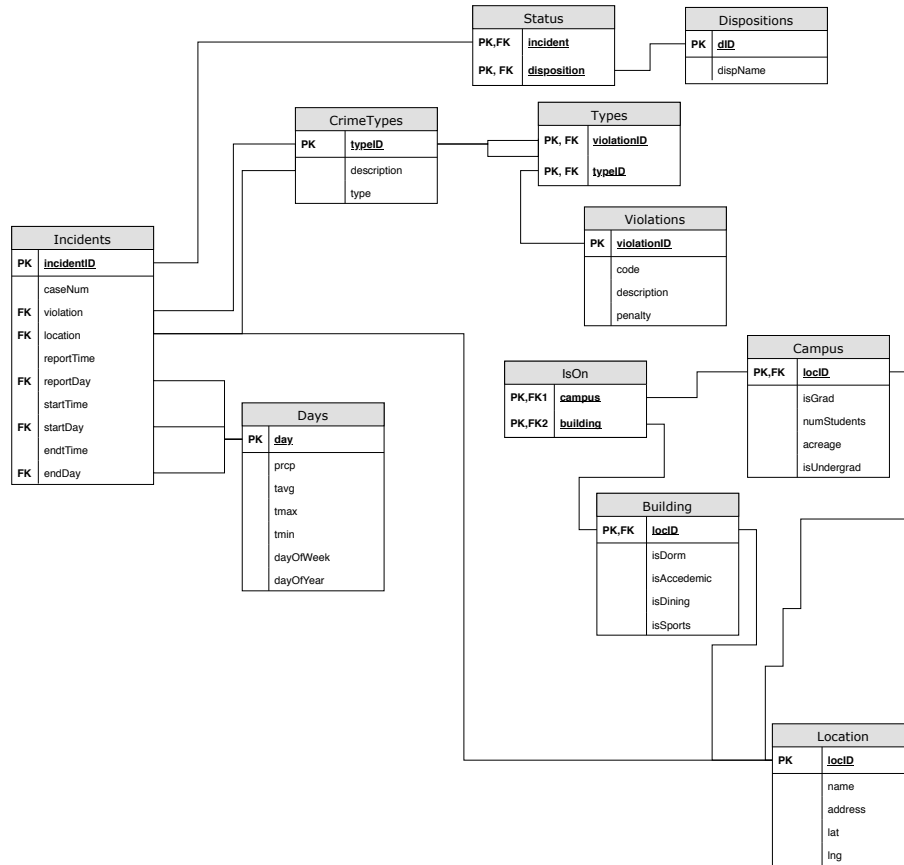 Status
PK,FK incident
PK, FK disposition
Dispositions
PK dID
dispName
CrimeTypes
PK typeID
description
type
Types
PK, FK violationID
PK, FK typeID
Violations
PK violationID
code
description
penalty
Incidents
PK incidentID
caseNum
FK violation
FK location
reportTime
FK reportDay
startTime
FK startDay
endtTime
FK endDay
Days
PK day
prcp
tavg
tmax
tmin
dayOfWeek
dayOfYear
IsOn
PK,FK1 campus
PK,FK2 building
Campus
PK,FK locID
isGrad
numStudents
acreage
isUndergrad
Building
PK,FK locID
isDorm
isAccedemic
isDining
isSports
Location
PK locID
name
address
lat
lng